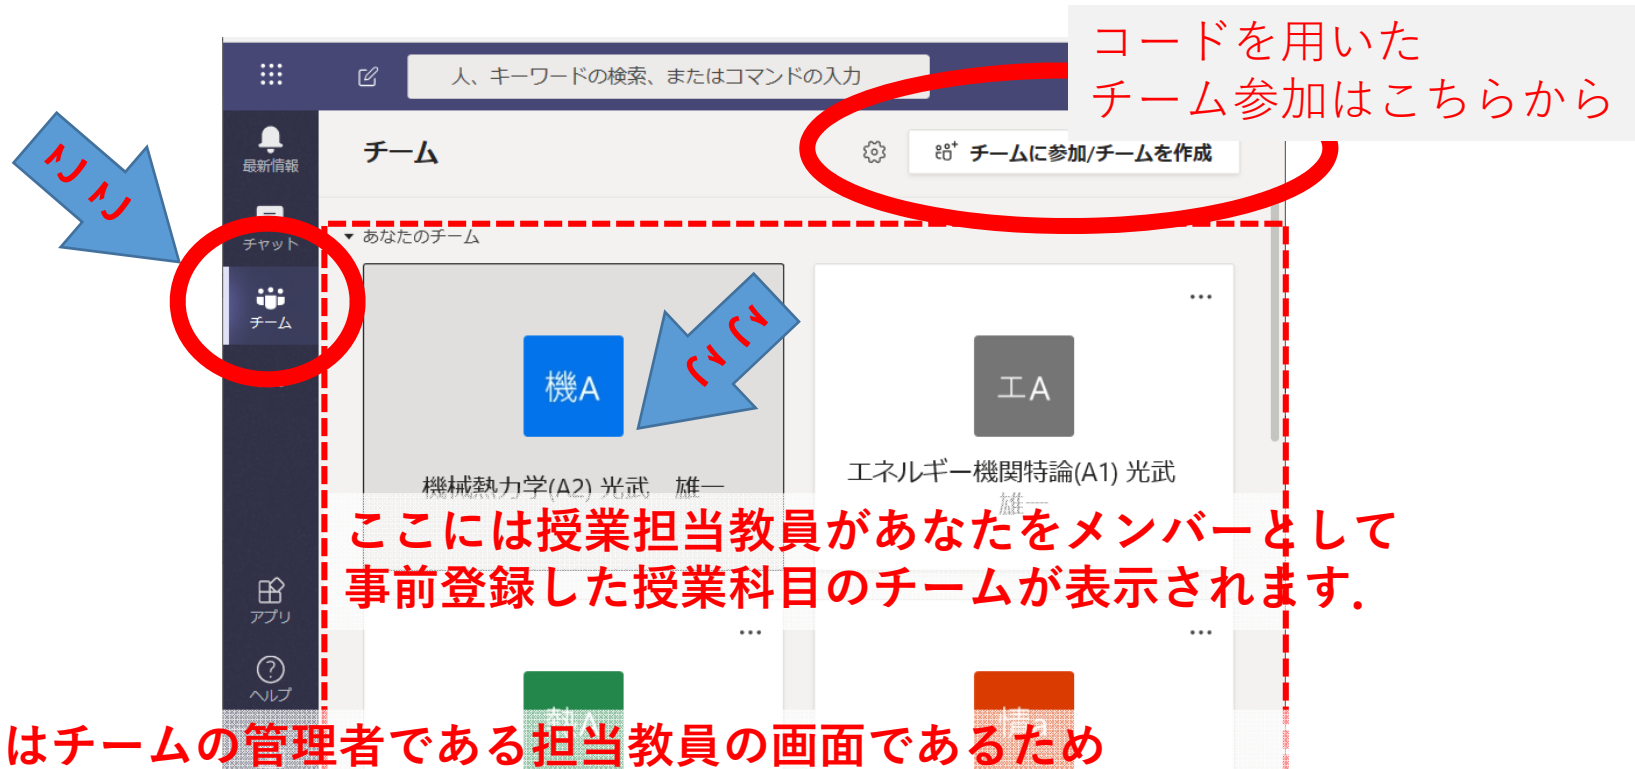 コードを用いた
チーム参加はこちらから
人、キーワードの検索、またはコマンドの入力
最新情報
チーム
チームに参加/チームを作成
チャット
あなたのチーム
チーム
機A
エA
機械熱力学(A2) 光武 雄一
エネルギー機関特論(A1) 光武
雄一
ここには授業担当教員があなたをメンバーとして
事前登録した授業科目のチームが表示されます.
アプリ
ヘルプ
はチームの管理者である担当教員の画面であるため